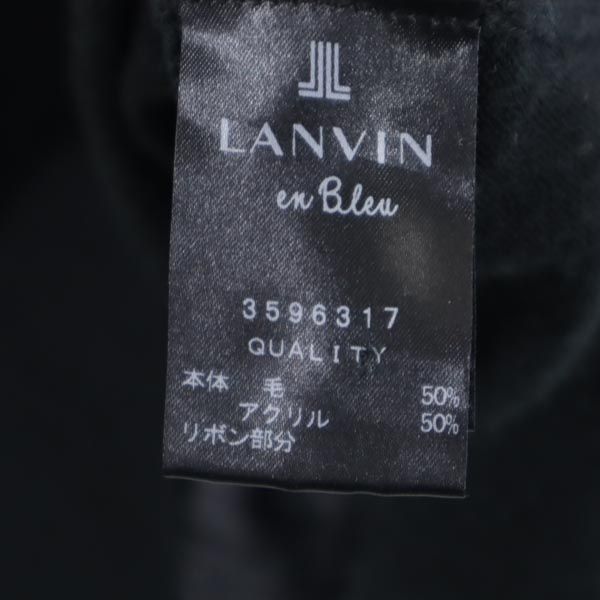 LANVIN
en Bleu
3596317
QUALITY
本体 毛 50%
アクリル 50%
リボン部分